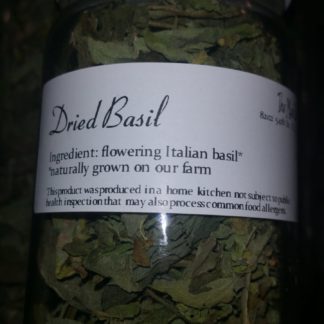 Dried Basil
Ingredient: flowering Italian basil*
*naturally grown on our farm
This product was produced in a home kitchen not subject to public
health inspection that may also process common food allergens